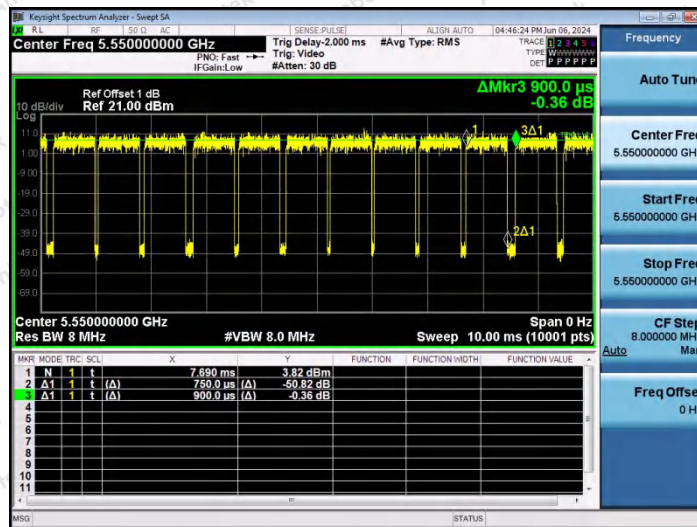 Keysight Spectrum Analyzer - Swept SA
RL RF 50 Ω AC SENSE:PULSE ALIGN AUTO 04:46:24 PM Jun 06, 2024
Center Freq 5.550000000 GHz
PNO: Fast
IFGain:Low
Trig Delay-2.000 ms
Trig: Video
#Atten: 30 dB
#Avg Type: RMS
TRACE 1 2 3 4 5 6
TYPE W
DET P P P P P P
Ref Offset 1 dB
Ref 21.00 dBm
10 dB/div
Log
ΔMkr3 900.0 µs
-0.36 dB
11.0
1.00
-9.00
-19.0
-29.0
-39.0
-49.0
-59.0
-69.0
1
3Δ1
2Δ1
Center 5.550000000 GHz
Span 0 Hz
Res BW 8 MHz
#VBW 8.0 MHz
Sweep 10.00 ms (10001 pts)
MKR MODE TRC SCL X Y FUNCTION FUNCTION WIDTH FUNCTION VALUE
1 N 1 t 7.690 ms 3.82 dBm
2 Δ1 1 t (Δ) 750.0 µs (Δ) -50.82 dB
3 Δ1 1 t (Δ) 900.0 µs (Δ) -0.36 dB
4
5
6
7
8
9
10
11
MSG
STATUS
Frequency
Auto Tun
Center Fre
5.550000000 GH
Start Fre
5.550000000 GH
Stop Fre
5.550000000 GH
CF Step
8.000000 MH
Auto Ma
Freq Offse
0 H